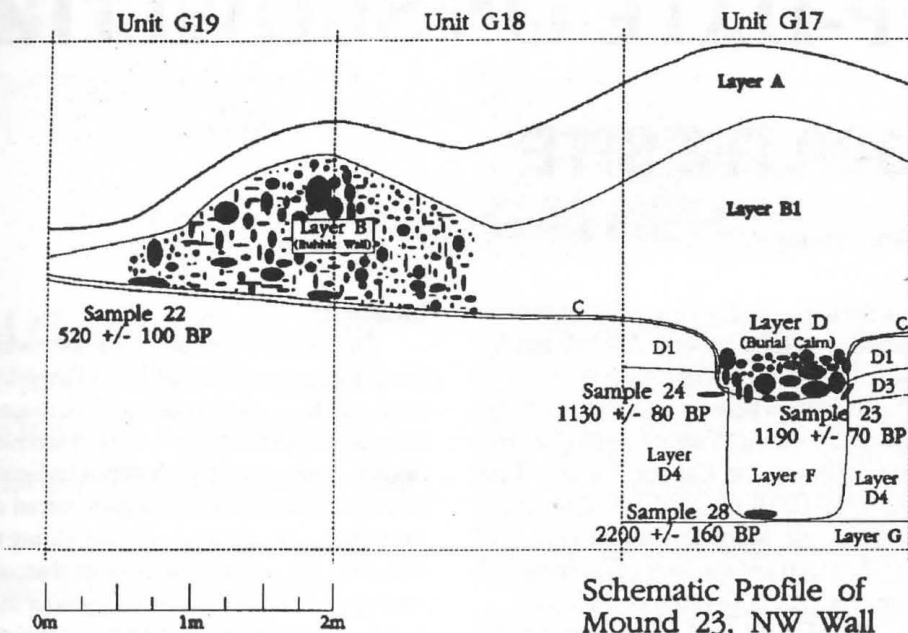 Unit G19
Unit G18
Unit G17
Layer A
Layer B1
Layer B
(Rubble Wall)
C
Layer D
(Burial Cairn)
C
D1
D1
D3
Sample 22
520 +/- 100 BP
Sample 24
1130 +/- 80 BP
Sample 23
1190 +/- 70 BP
Layer
D4
Layer F
Layer
D4
Sample 28
2200 +/- 160 BP
Layer G
0m
1m
2m
Schematic Profile of
Mound 23, NW Wall